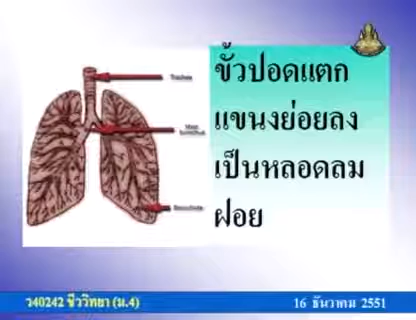 Trachea
ขั้วปอดแตก
แขนงย่อยลง
เป็นหลอดลม
ฝอย
Main bronchus
Bronchiole
ว40242 ชีววิทยา (ม.4)
16 ธันวาคม 2551